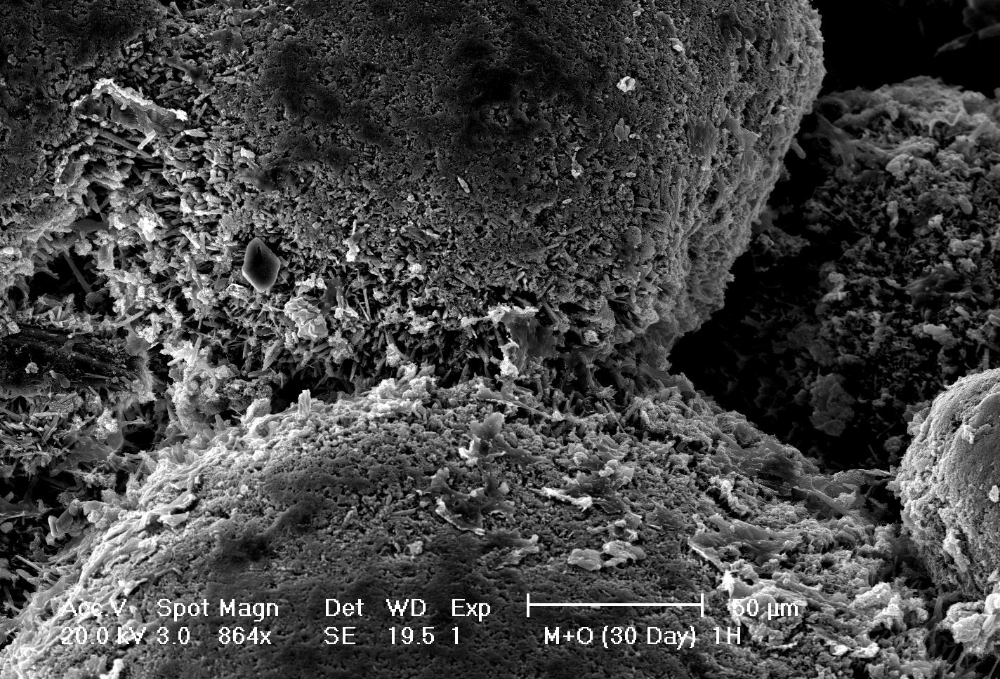 Acc.V Spot Magn Det WD Exp 50 µm
20.0 kV 3.0 864x SE 19.5 1 M+O (30 Day) 1H